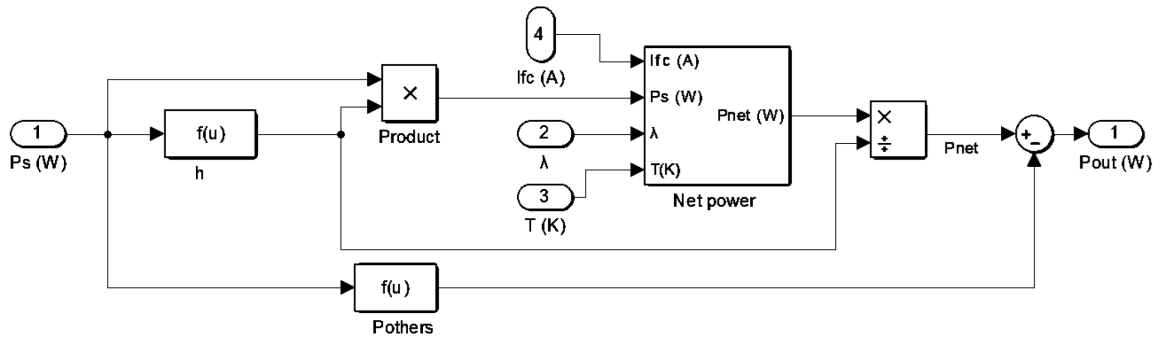 4
Ifc (A)
Ifc (A)
1
Ps (W)
f(u)
h
×
Product
Ps (W)
Pnet (W)
2
λ
λ
3
T (K)
T(K)
Net power
×
÷
Pnet
+
−
1
Pout (W)
f(u)
Pothers